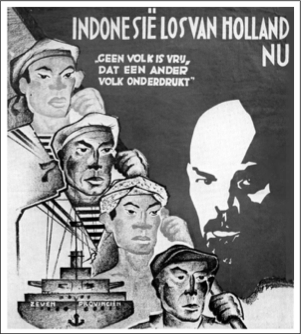 INDONESIË LOS VAN HOLLAND
NU
„GEEN VOLK IS VRIJ,
DAT EEN ANDER
VOLK ONDERDRUKT"
ZEVEN PROVINCIËN